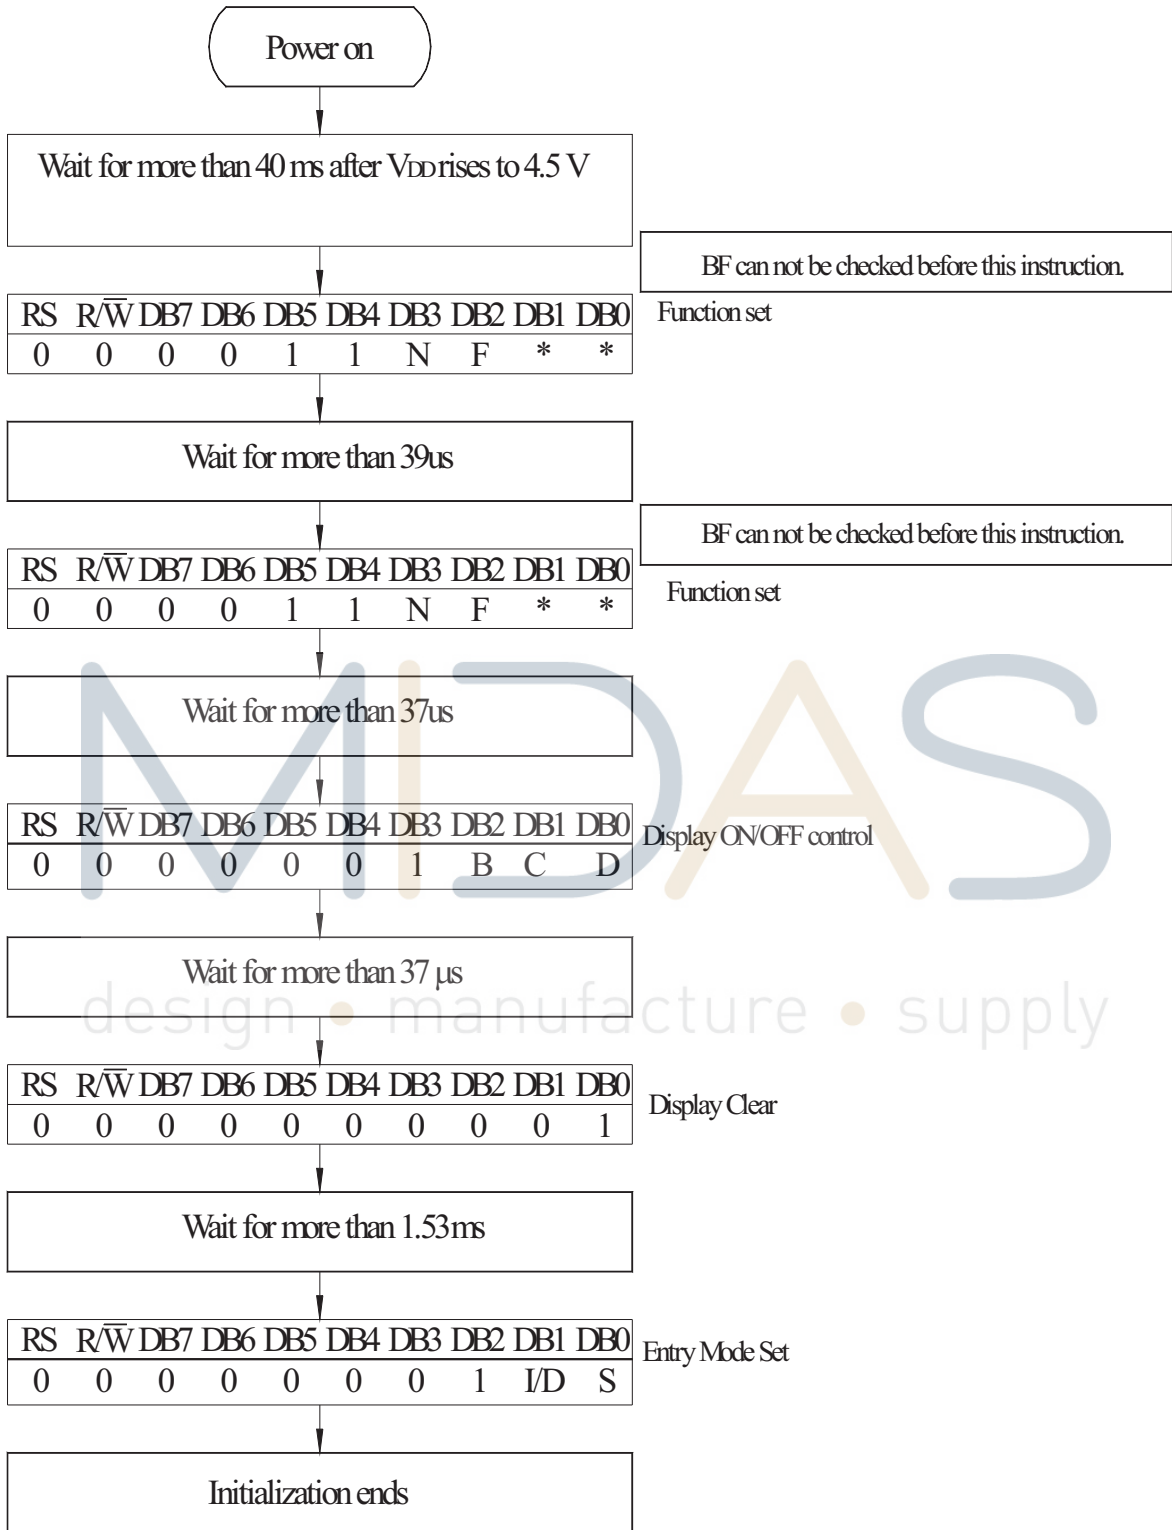 Power on
Wait for more than 40 ms after VDD rises to 4.5 V
BF can not be checked before this instruction.
RS R/W̅ DB7 DB6 DB5 DB4 DB3 DB2 DB1 DB0
Function set
0 0 0 0 1 1 N F * *
Wait for more than 39us
BF can not be checked before this instruction.
RS R/W̅ DB7 DB6 DB5 DB4 DB3 DB2 DB1 DB0
Function set
0 0 0 0 1 1 N F * *
MIDAS
Wait for more than 37us
RS R/W̅ DB7 DB6 DB5 DB4 DB3 DB2 DB1 DB0
Display ON/OFF control
0 0 0 0 0 0 1 B C D
Wait for more than 37 µs
design • manufacture • supply
RS R/W̅ DB7 DB6 DB5 DB4 DB3 DB2 DB1 DB0
Display Clear
0 0 0 0 0 0 0 0 0 1
Wait for more than 1.53ms
RS R/W̅ DB7 DB6 DB5 DB4 DB3 DB2 DB1 DB0
Entry Mode Set
0 0 0 0 0 0 0 1 I/D S
Initialization ends